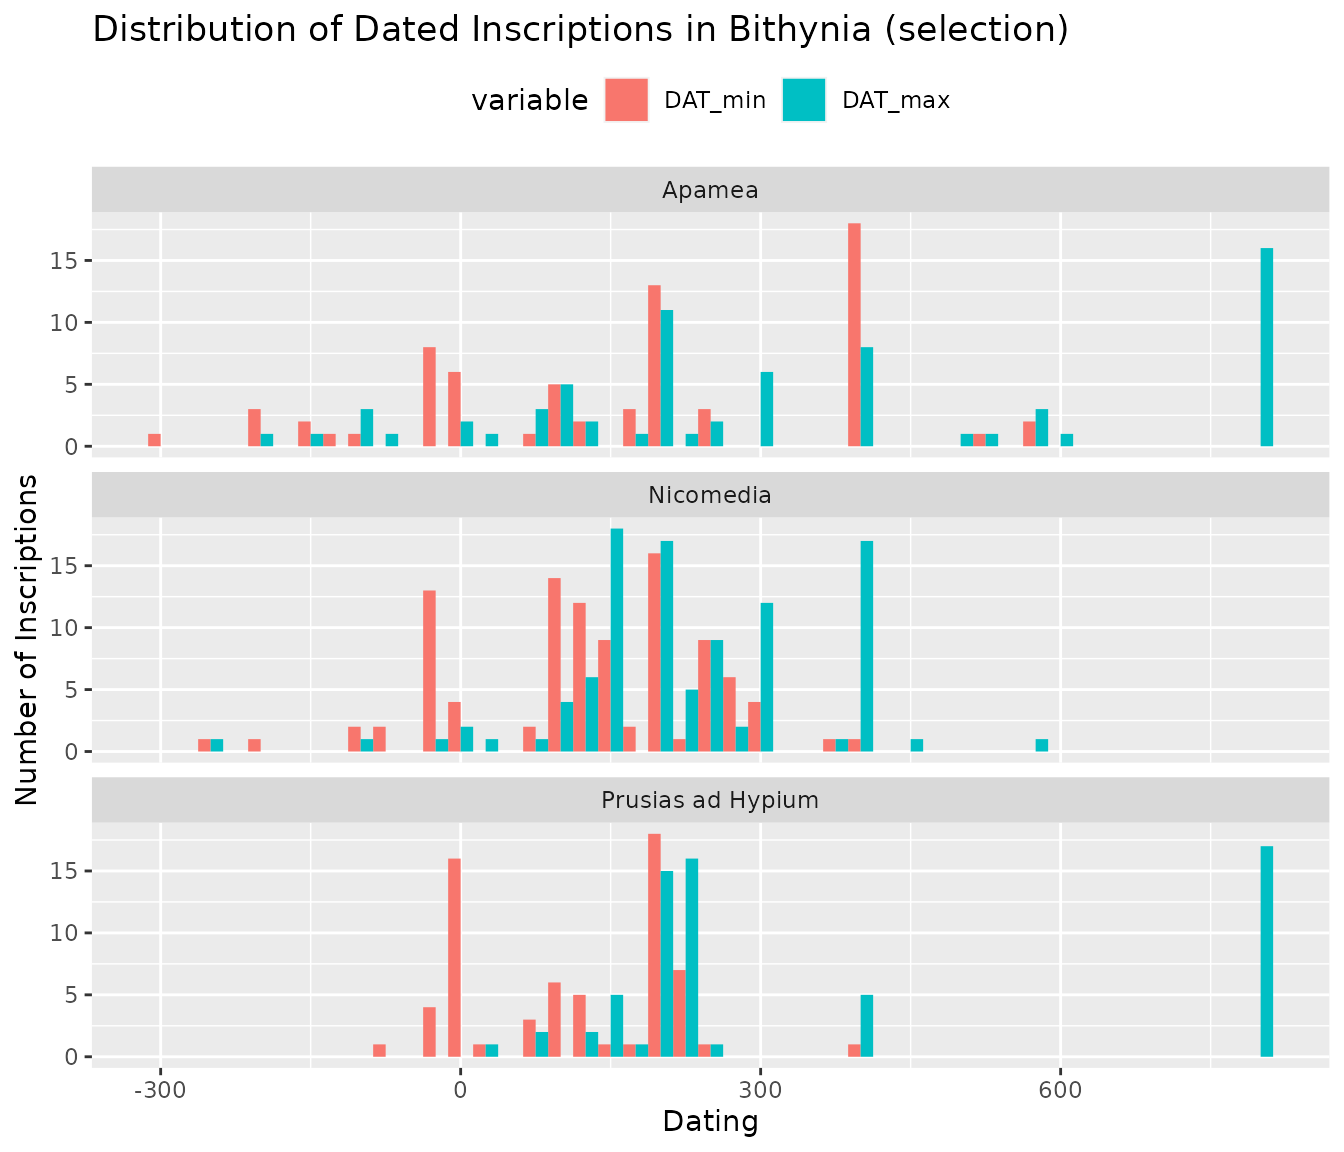 Distribution of Dated Inscriptions in Bithynia (selection)
variable DAT_min DAT_max
Apamea
15
10
5
0
Nicomedia
15
10
5
0
Prusias ad Hypium
15
10
5
0
Number of Inscriptions
-300 0 300 600
Dating